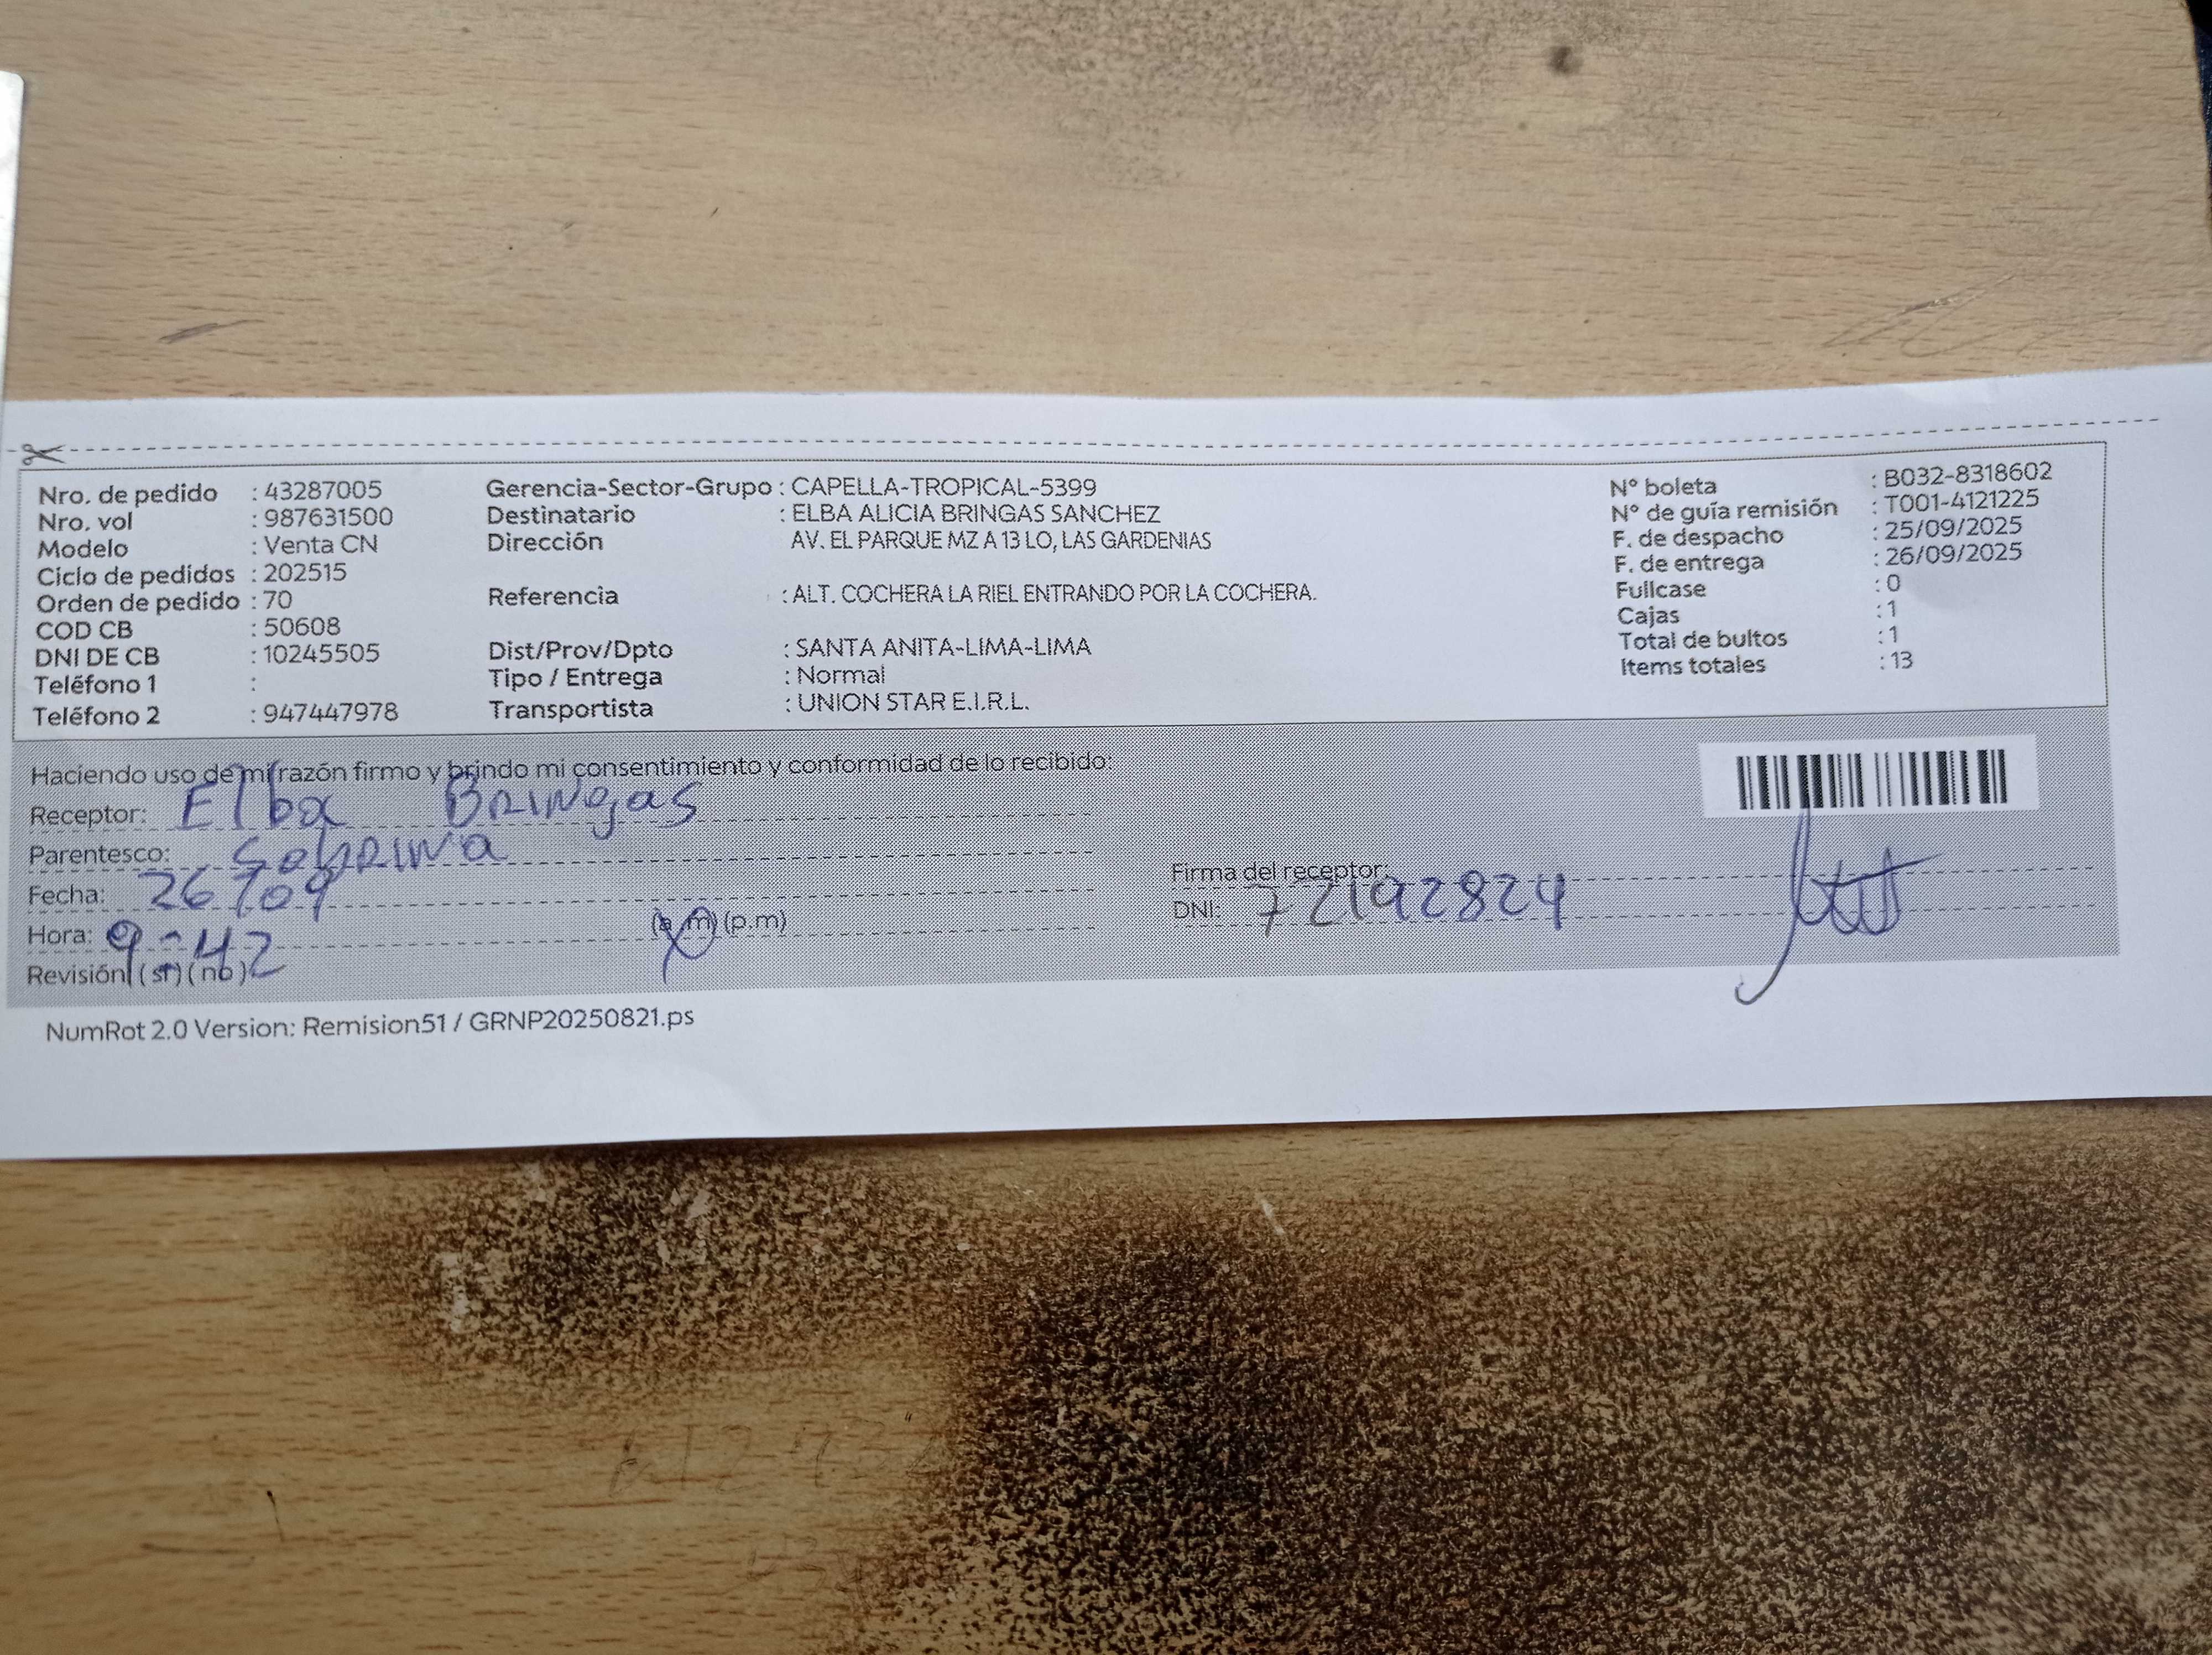 Nro. de pedido : 43287005 Gerencia-Sector-Grupo : CAPELLA-TROPICAL-5399 N° boleta : B032-8318602
Nro. vol : 987631500 Destinatario : ELBA ALICIA BRINGAS SANCHEZ N° de guía remisión : T001-4121225
Modelo : Venta CN Dirección AV. EL PARQUE MZ A 13 LO, LAS GARDENIAS F. de despacho : 25/09/2025
Ciclo de pedidos : 202515 F. de entrega : 26/09/2025
Orden de pedido : 70 Referencia : ALT. COCHERA LA RIEL ENTRANDO POR LA COCHERA. Fullcase : 0
COD CB : 50608 Cajas : 1
DNI DE CB : 10245505 Dist/Prov/Dpto : SANTA ANITA-LIMA-LIMA Total de bultos : 1
Teléfono 1 : Tipo / Entrega : Normal Items totales : 13
Teléfono 2 : 947447978 Transportista : UNION STAR E.I.R.L.
Haciendo uso de mi razón firmo y brindo mi consentimiento y conformidad de lo recibido:
Receptor: Elba Bringas
Parentesco: Sobrina
Fecha: 26/09 Firma del receptor:
Hora: 9:42 (a.m) (p.m) DNI: 72192824
Revisión (si) (no)
NumRot 2.0 Version: Remision51 / GRNP20250821.ps